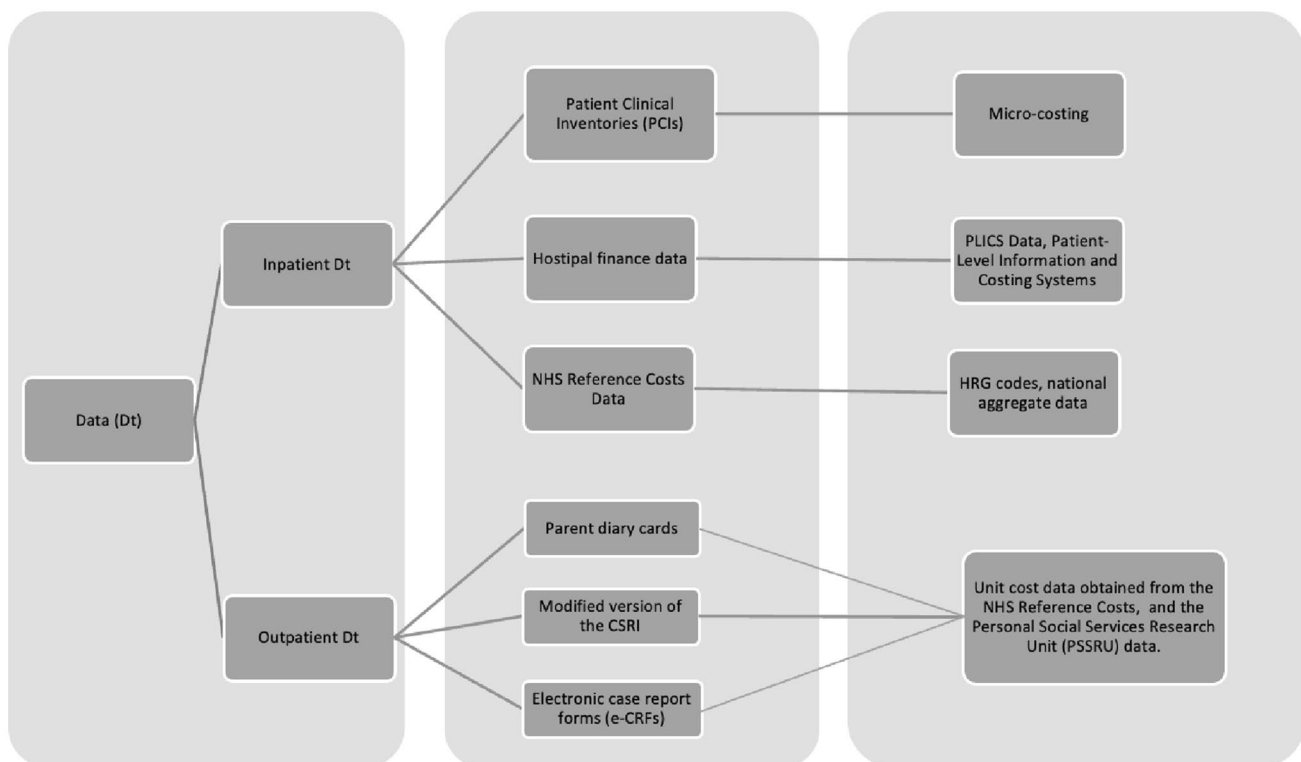 Data (Dt)
Inpatient Dt
Outpatient Dt
Patient Clinical
Inventories (PCIs)
Hostipal finance data
NHS Reference Costs
Data
Parent diary cards
Modified version of
the CSRI
Electronic case report
forms (e-CRFs)
Micro-costing
PLICS Data, Patient-
Level Information and
Costing Systems
HRG codes, national
aggregate data
Unit cost data obtained from the
NHS Reference Costs, and the
Personal Social Services Research
Unit (PSSRU) data.